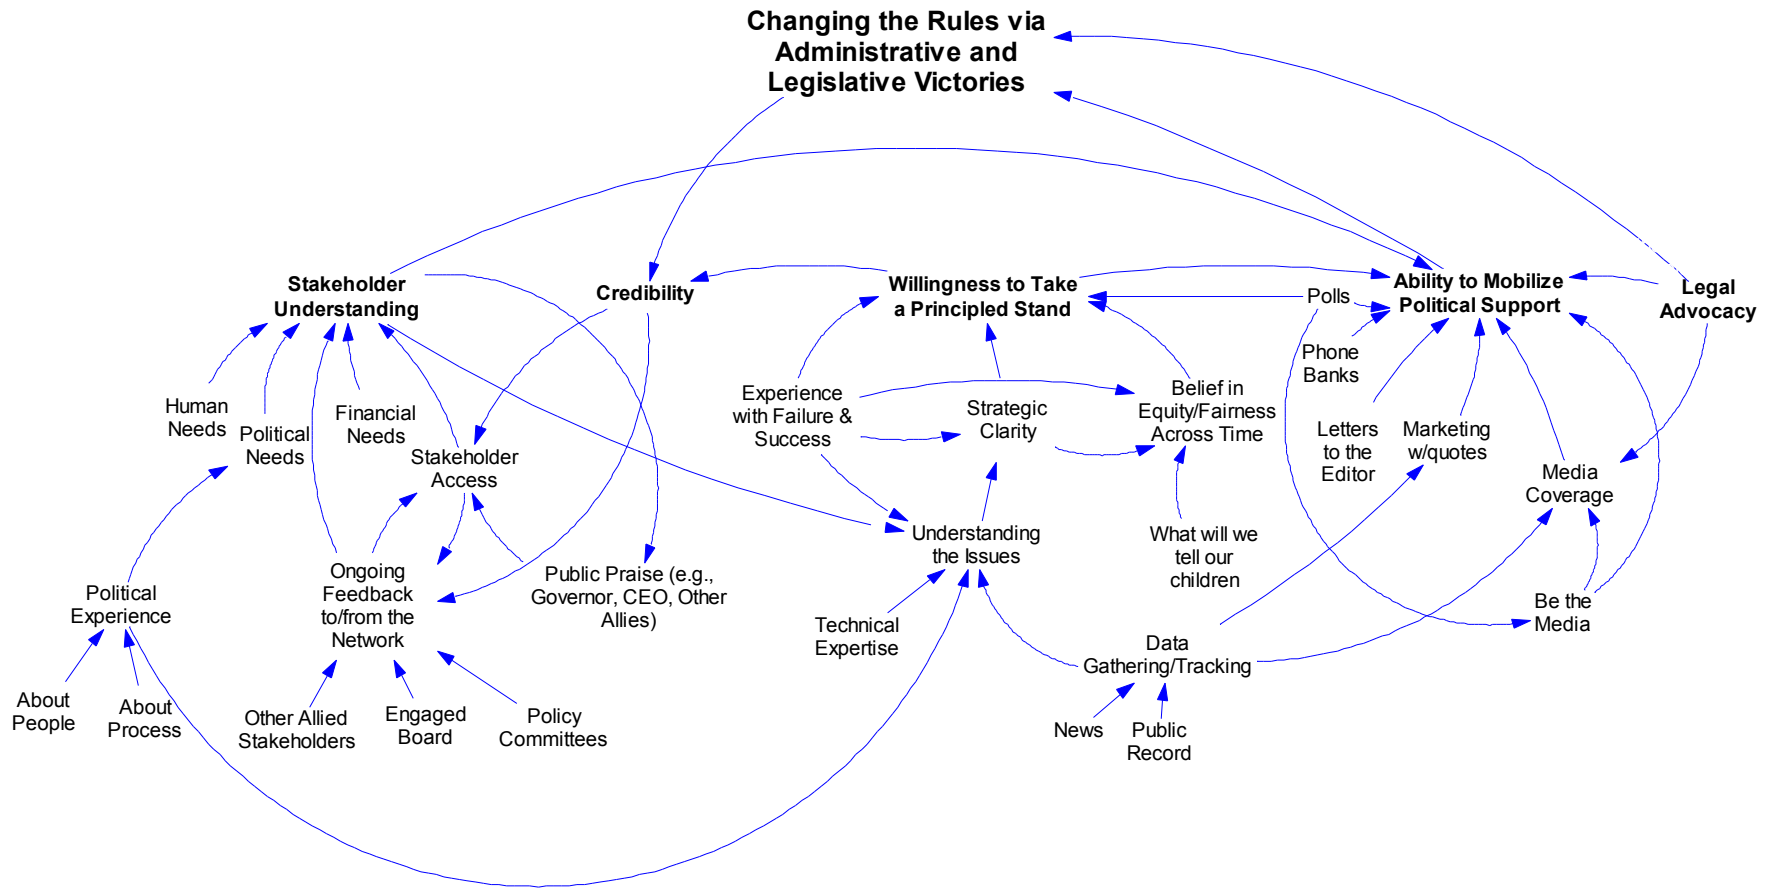 Changing the Rules via
Administrative and
Legislative Victories
Stakeholder
Understanding
Credibility
Willingness to Take
a Principled Stand
Polls
Ability to Mobilize
Political Support
Legal
Advocacy
Phone
Banks
Human
Needs
Political
Needs
Financial
Needs
Stakeholder
Access
Experience
with Failure &
Success
Strategic
Clarity
Belief in
Equity/Fairness
Across Time
Letters
to the
Editor
Marketing
w/quotes
Media
Coverage
Understanding
the Issues
What will we
tell our
children
Political
Experience
Ongoing
Feedback
to/from the
Network
Public Praise (e.g.,
Governor, CEO, Other
Allies)
Technical
Expertise
Data
Gathering/Tracking
Be the
Media
About
People
About
Process
Other Allied
Stakeholders
Engaged
Board
Policy
Committees
News
Public
Record